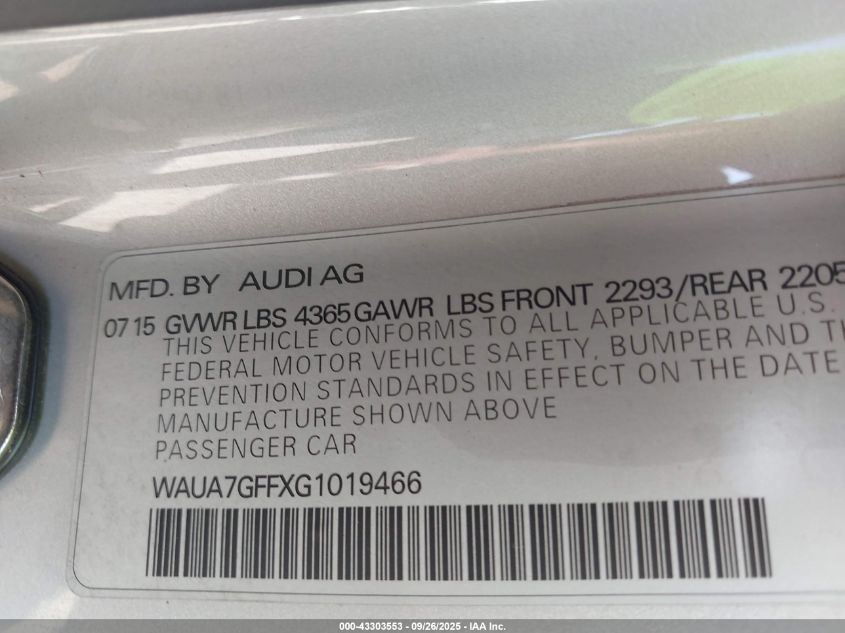 MFD. BY AUDI AG
07 15 GVWR LBS 4365 GAWR LBS FRONT 2293/REAR 2205
THIS VEHICLE CONFORMS TO ALL APPLICABLE U.S.
FEDERAL MOTOR VEHICLE SAFETY, BUMPER AND
PREVENTION STANDARDS IN EFFECT ON THE DATE
MANUFACTURE SHOWN ABOVE
PASSENGER CAR
WAUA7GFFXG1019466
000-43303553 - 09/26/2025 - IAA Inc.